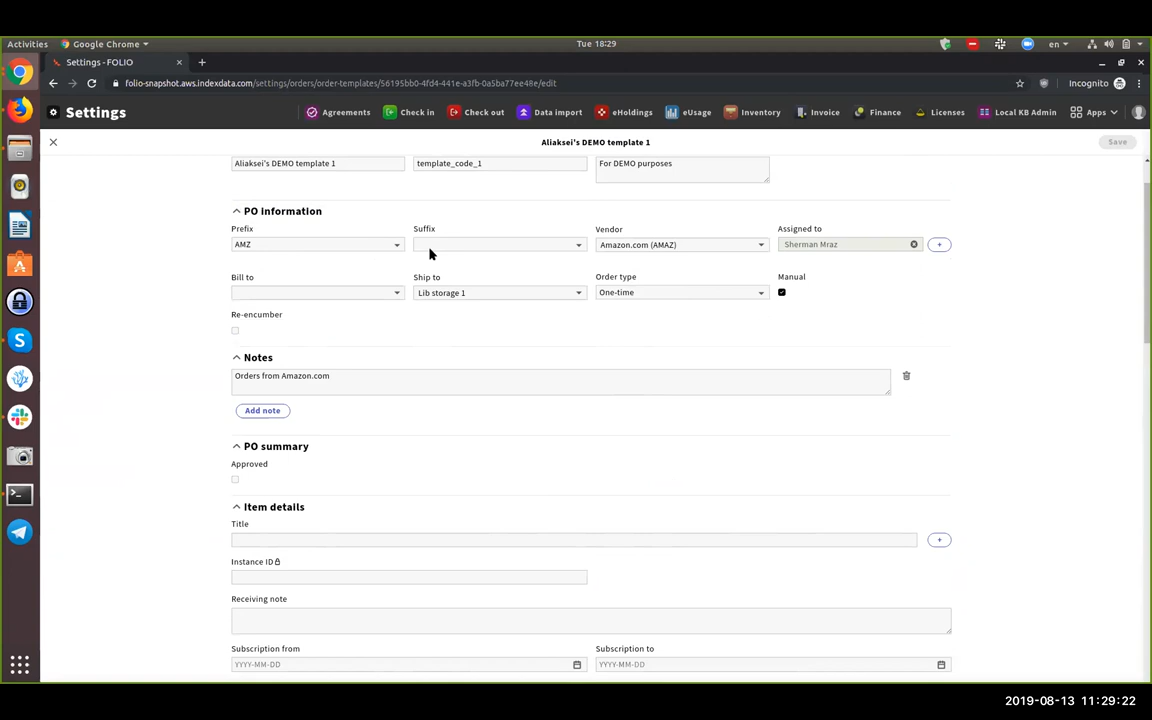 Activities Google Chrome Tue 18:29 en
Settings - FOLIO
folio-snapshot.aws.indexdata.com/settings/orders/order-templates/56195bb0-4fd4-441e-a3fb-0a5ba77ee48e/edit Incognito
Settings Agreements Check in Check out Data import eHoldings eUsage Inventory Invoice Finance Licenses Local KB Admin Apps
Aliaksei's DEMO template 1 Save
Aliaksei's DEMO template 1 template_code_1 For DEMO purposes
PO information
Prefix Suffix Vendor Assigned to
AMZ Amazon.com (AMAZ) Sherman Mraz
Bill to Ship to Order type Manual
Lib storage 1 One-time
Re-encumber
Notes
Orders from Amazon.com
Add note
PO summary
Approved
Item details
Title
Instance ID
Receiving note
Subscription from Subscription to
YYYY-MM-DD YYYY-MM-DD
2019-08-13 11:29:22